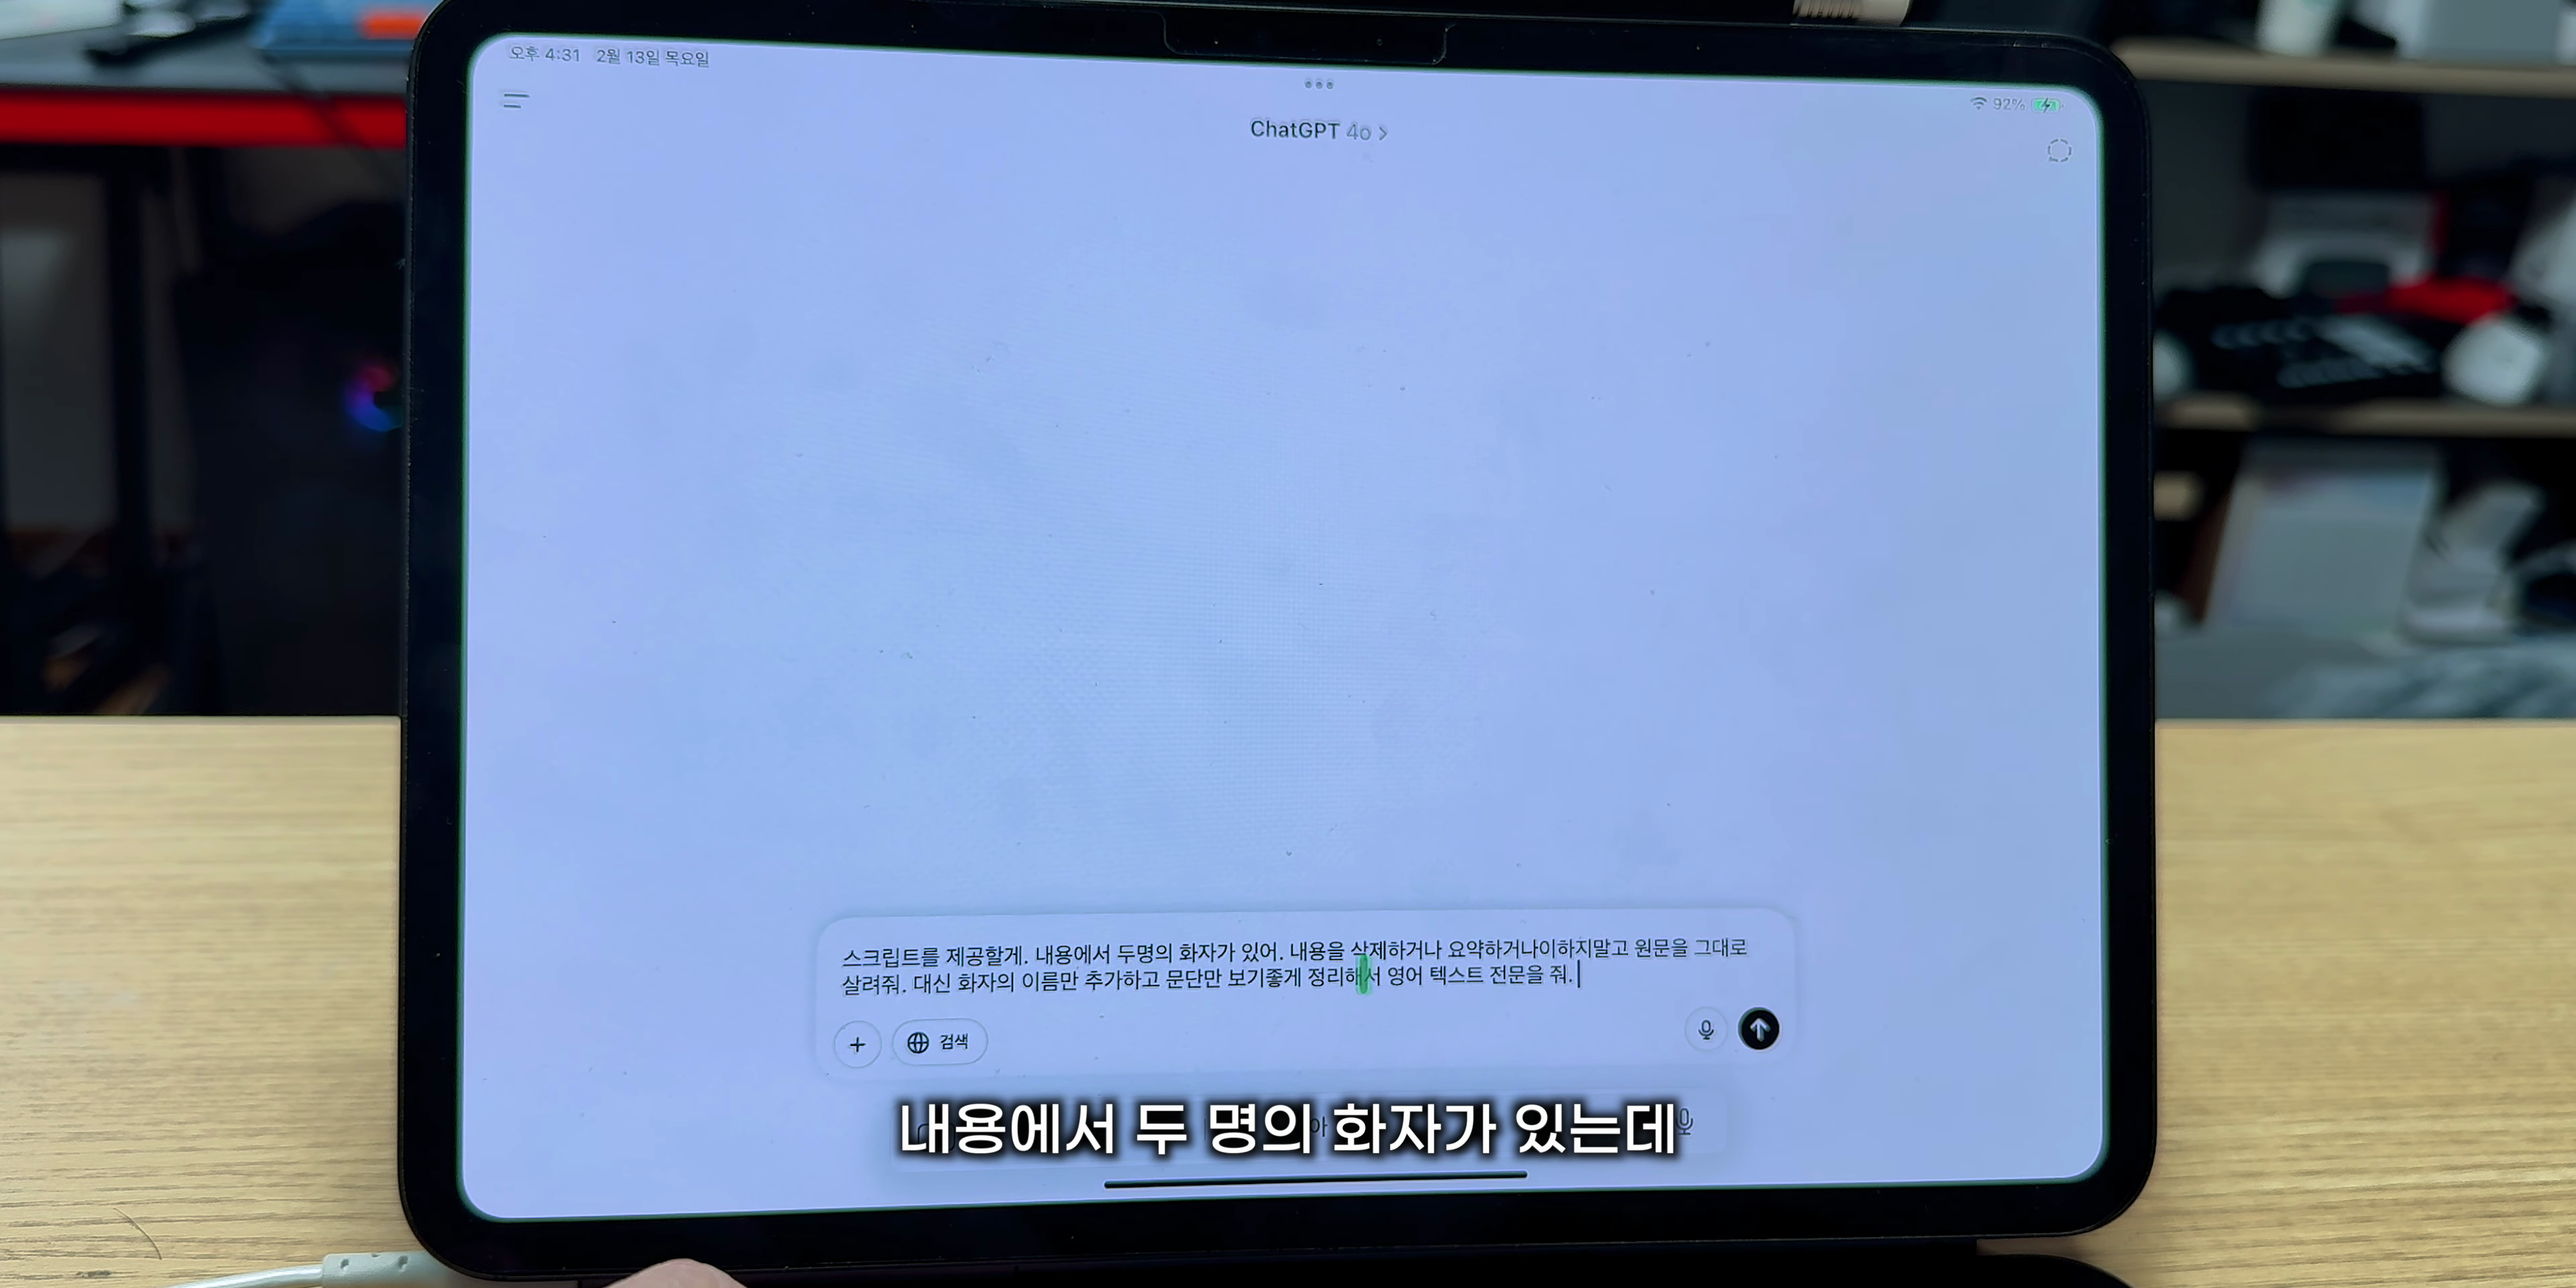 오후 4:31 2월 13일 목요일
92%
ChatGPT 4o >
스크립트를 제공할게. 내용에서 두명의 화자가 있어. 내용을 삭제하거나 요약하거나이하지말고 원문을 그대로
살려줘. 대신 화자의 이름만 추가하고 문단만 보기좋게 정리해서 영어 텍스트 전문을 줘.
검색
내용에서 두 명의 화자가 있는데